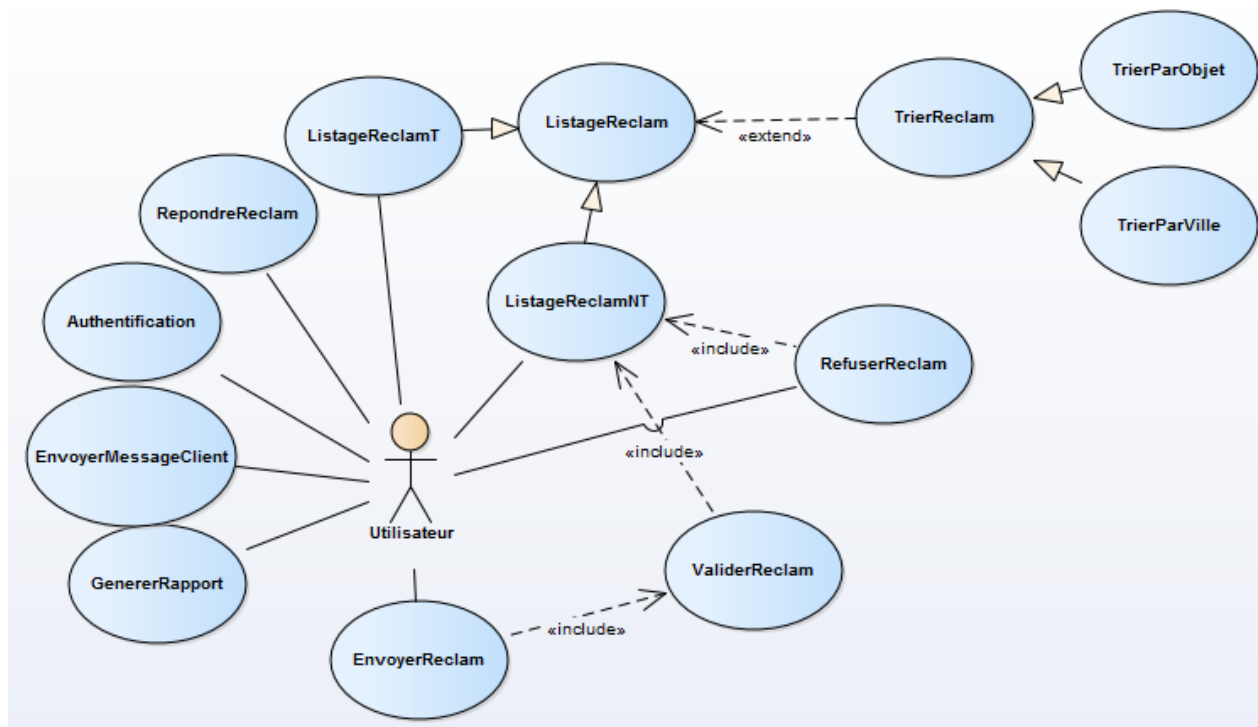 TrierParObjet
ListageReclam
TrierReclam
ListageReclamT
«extend»
RepondreReclam
TrierParVille
ListageReclamNT
Authentification
«include»
RefuserReclam
EnvoyerMessageClient
«include»
Utilisateur
GenererRapport
ValiderReclam
«include»
EnvoyerReclam